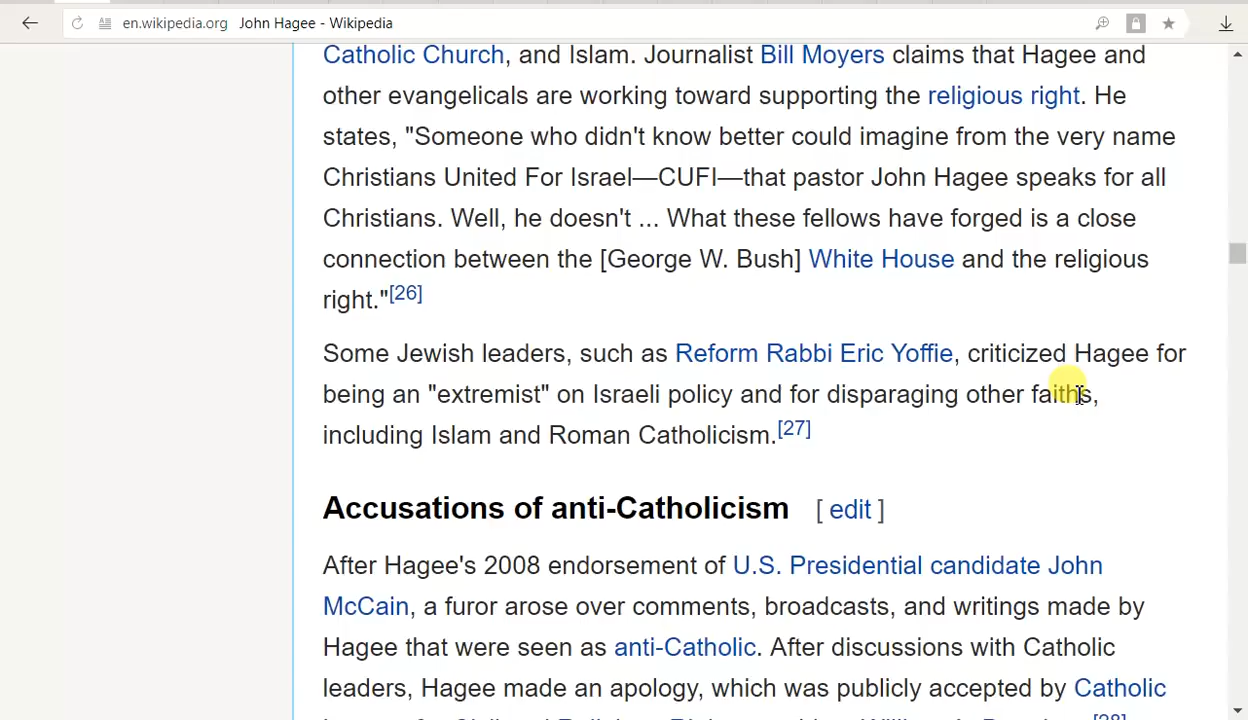 en.wikipedia.org John Hagee - Wikipedia
Catholic Church, and Islam. Journalist Bill Moyers claims that Hagee and
other evangelicals are working toward supporting the religious right. He
states, "Someone who didn't know better could imagine from the very name
Christians United For Israel—CUFI—that pastor John Hagee speaks for all
Christians. Well, he doesn't ... What these fellows have forged is a close
connection between the [George W. Bush] White House and the religious
right."[26]
Some Jewish leaders, such as Reform Rabbi Eric Yoffie, criticized Hagee for
being an "extremist" on Israeli policy and for disparaging other faiths,
including Islam and Roman Catholicism.[27]
Accusations of anti-Catholicism [ edit ]
After Hagee's 2008 endorsement of U.S. Presidential candidate John
McCain, a furor arose over comments, broadcasts, and writings made by
Hagee that were seen as anti-Catholic. After discussions with Catholic
leaders, Hagee made an apology, which was publicly accepted by Catholic